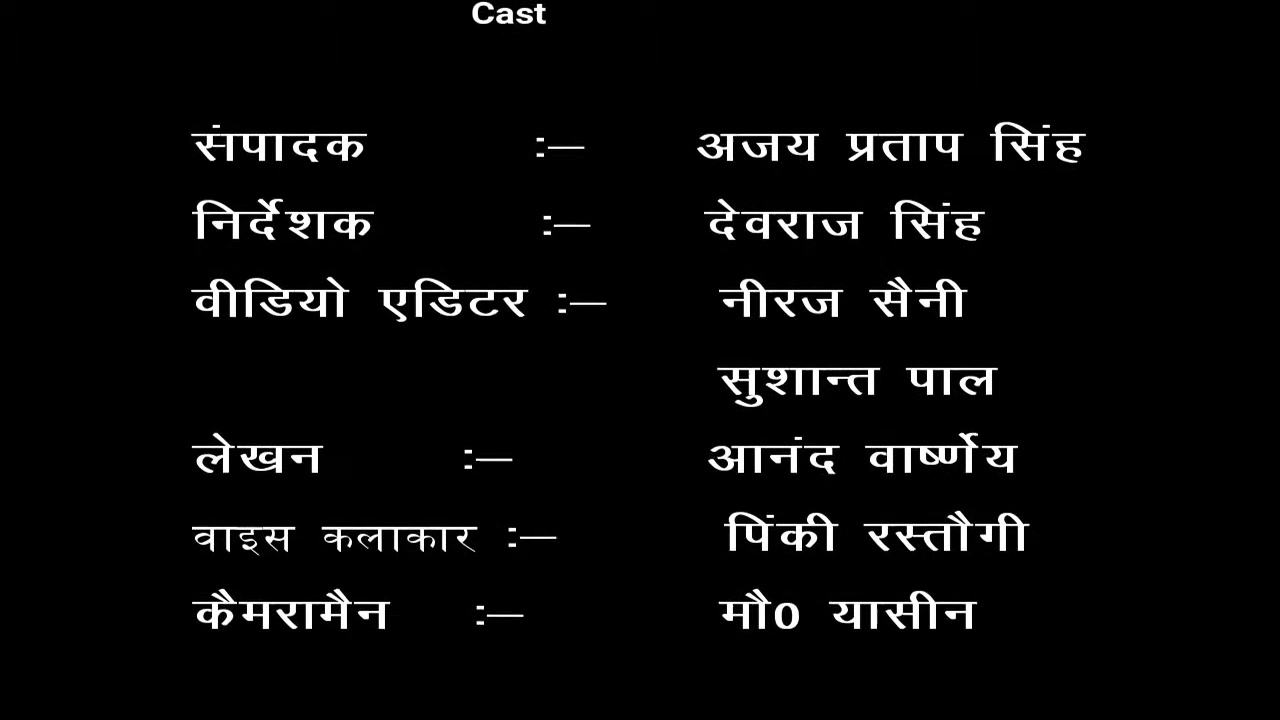 Cast
संपादक :— अजय प्रताप सिंह
निर्देशक :— देवराज सिंह
वीडियो एडिटर :— नीरज सैनी
सुशान्त पाल
लेखन :— आनंद वार्ष्णेय
वाइस कलाकार :— पिंकी रस्तौगी
कैमरामैन :— मौ0 यासीन